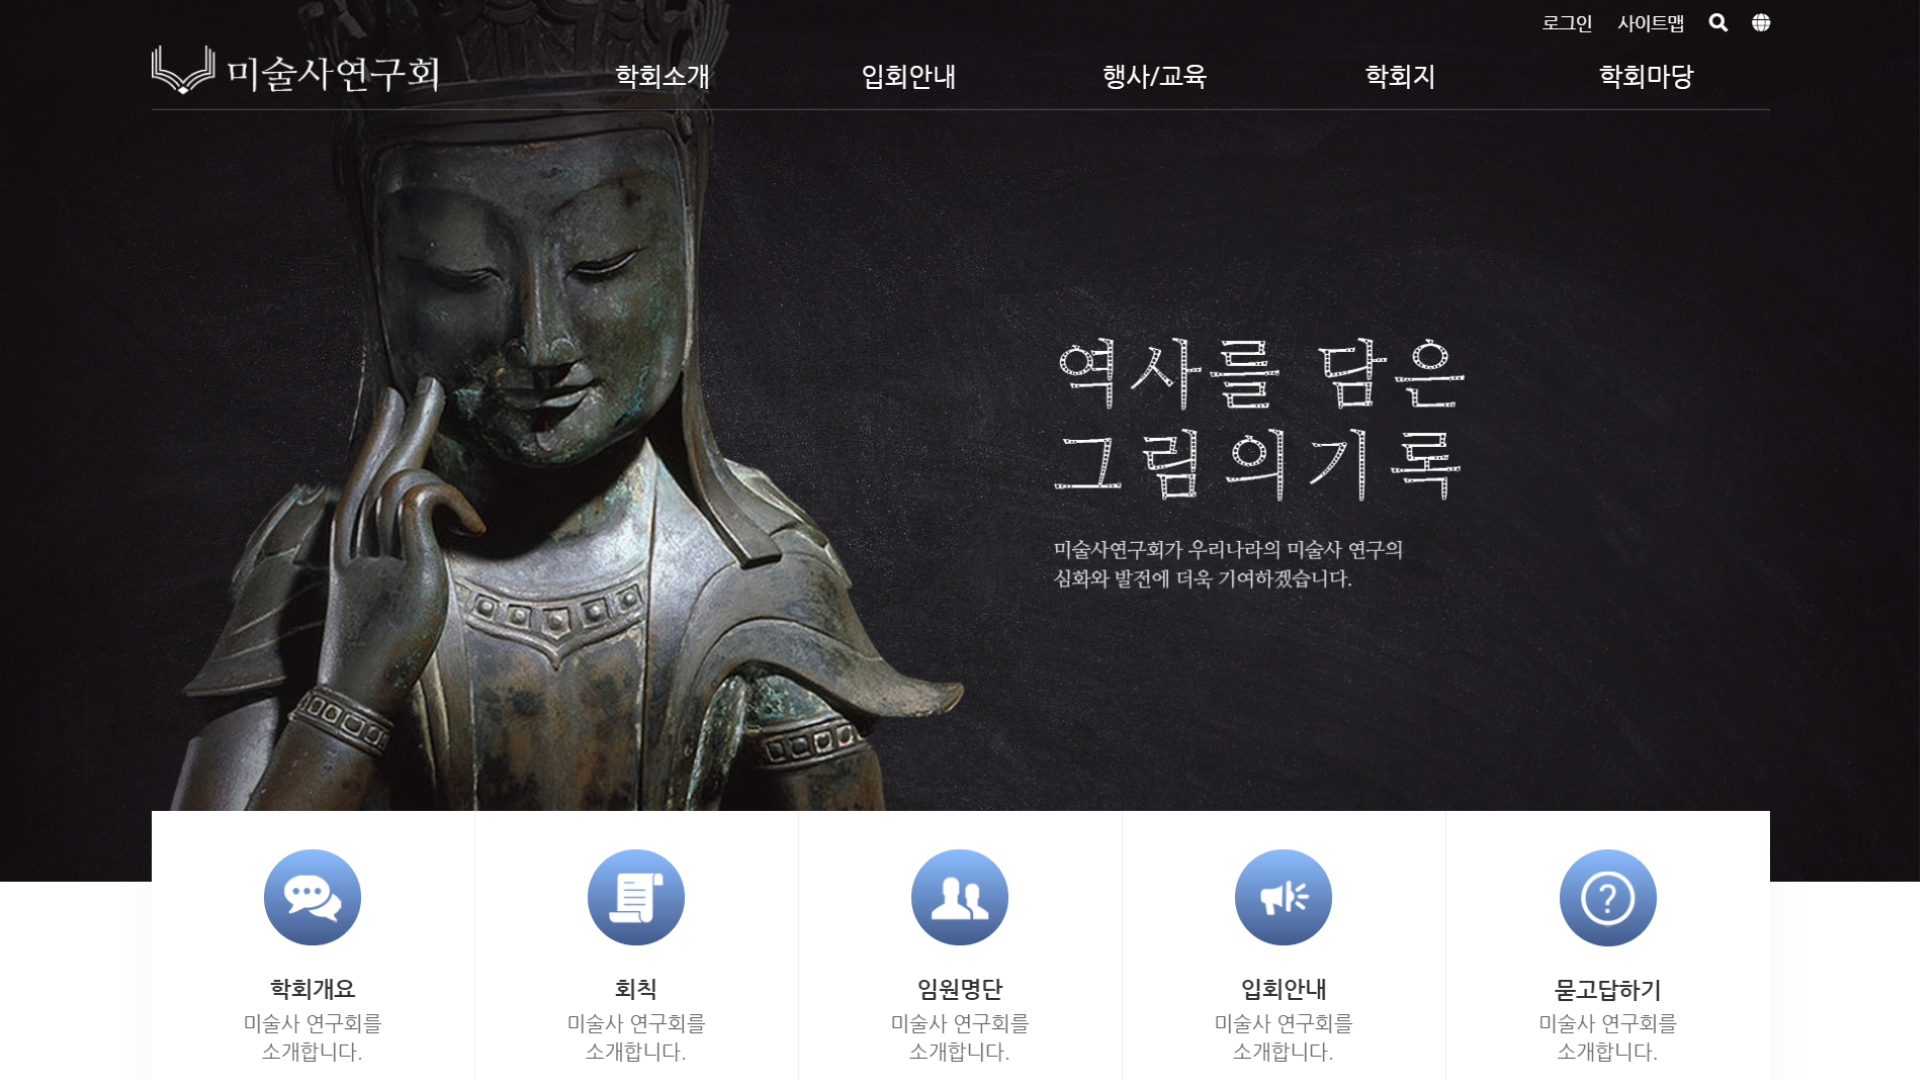 로그인 사이트맵
미술사연구회 학회소개 입회안내 행사/교육 학회지 학회마당
역사를 담은
그림의기록
미술사연구회가 우리나라의 미술사 연구의
심화와 발전에 더욱 기여하겠습니다.
학회개요
미술사 연구회를
소개합니다.
회칙
미술사 연구회를
소개합니다.
임원명단
미술사 연구회를
소개합니다.
입회안내
미술사 연구회를
소개합니다.
묻고답하기
미술사 연구회를
소개합니다.